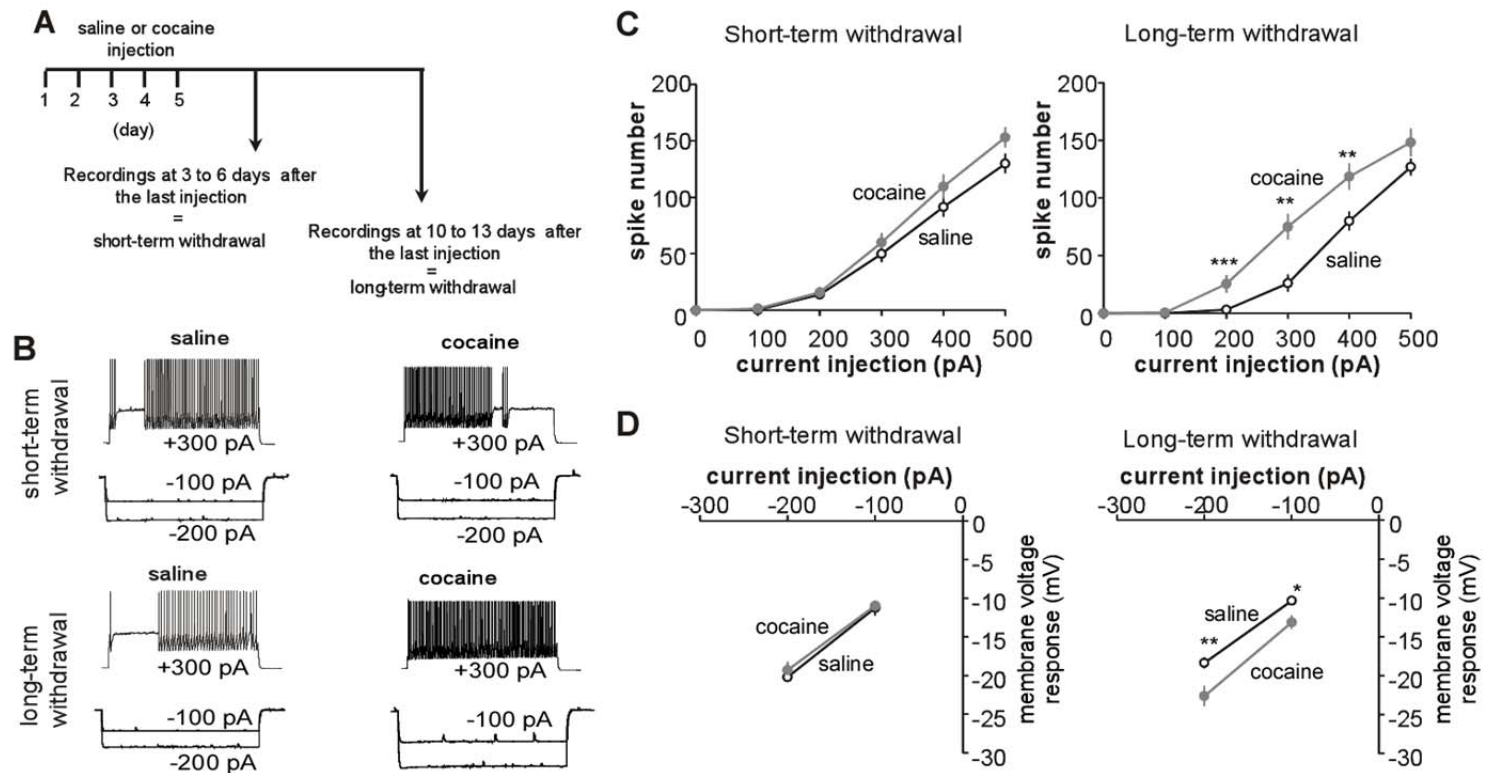 A
saline or cocaine
injection
1 2 3 4 5
(day)
Recordings at 3 to 6 days after
the last injection
=
short-term withdrawal
Recordings at 10 to 13 days after
the last injection
=
long-term withdrawal
B
short-term
withdrawal
saline
+300 pA
-100 pA
-200 pA
cocaine
+300 pA
-100 pA
-200 pA
long-term
withdrawal
saline
+300 pA
-100 pA
-200 pA
cocaine
+300 pA
-100 pA
C
Short-term withdrawal
spike number
200
150
100
50
0
cocaine
saline
0 100 200 300 400 500
current injection (pA)
Long-term withdrawal
spike number
200
150
100
50
0
**
cocaine
**
***
saline
0 100 200 300 400 500
current injection (pA)
D
Short-term withdrawal
current injection (pA)
-300 -200 -100 0
0
-5
-10
-15
-20
-25
-30
cocaine
saline
membrane voltage
response (mV)
Long-term withdrawal
current injection (pA)
-300 -200 -100 0
0
-5
-10
-15
-20
-25
-30
*
saline
**
cocaine
membrane voltage
response (mV)